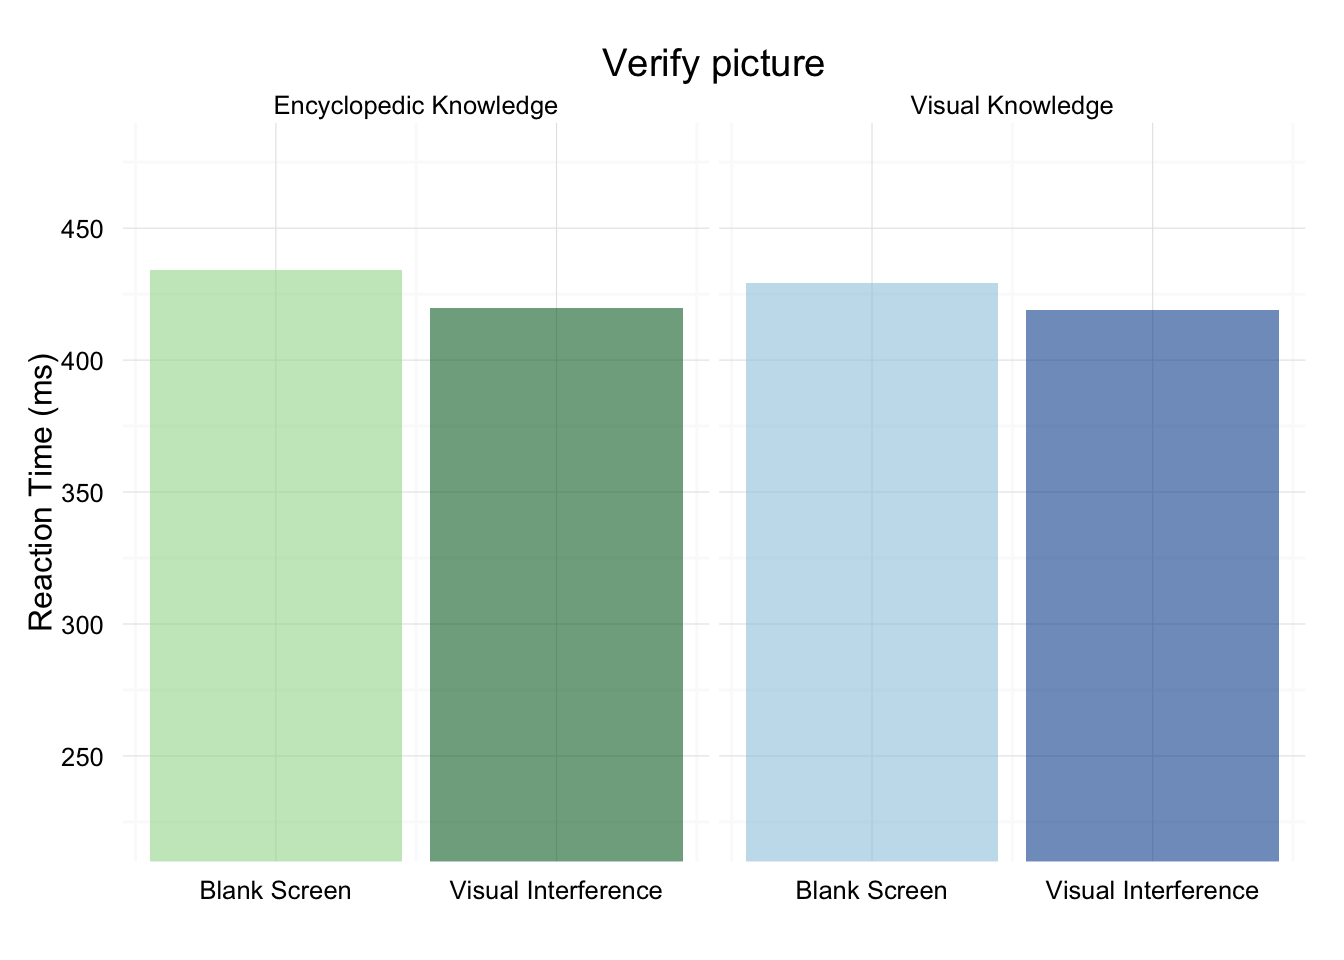 Verify picture
Encyclopedic Knowledge
Visual Knowledge
Reaction Time (ms)
450
400
350
300
250
Blank Screen
Visual Interference
Blank Screen
Visual Interference